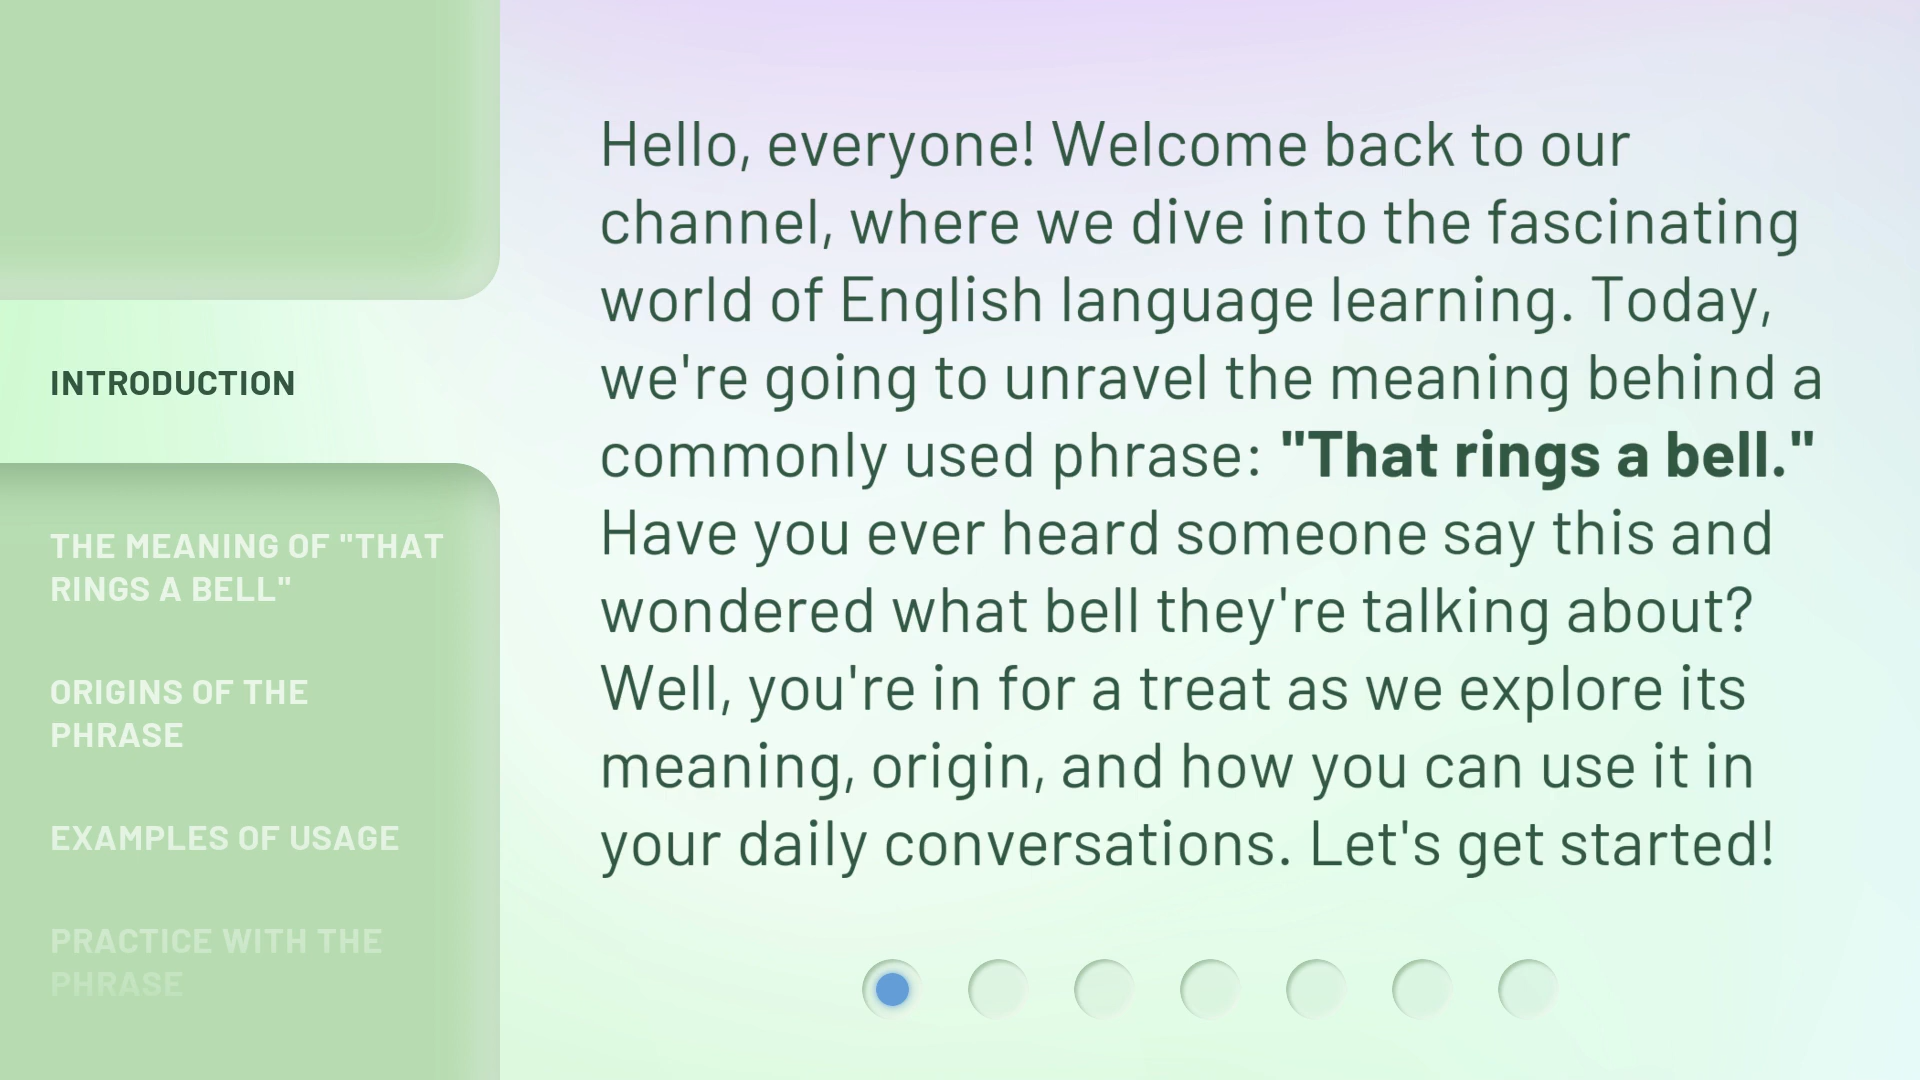 INTRODUCTION
THE MEANING OF "THAT
RINGS A BELL"
ORIGINS OF THE
PHRASE
EXAMPLES OF USAGE
PRACTICE WITH THE
PHRASE
Hello, everyone! Welcome back to our
channel, where we dive into the fascinating
world of English language learning. Today,
we're going to unravel the meaning behind a
commonly used phrase: "That rings a bell."
Have you ever heard someone say this and
wondered what bell they're talking about?
Well, you're in for a treat as we explore its
meaning, origin, and how you can use it in
your daily conversations. Let's get started!